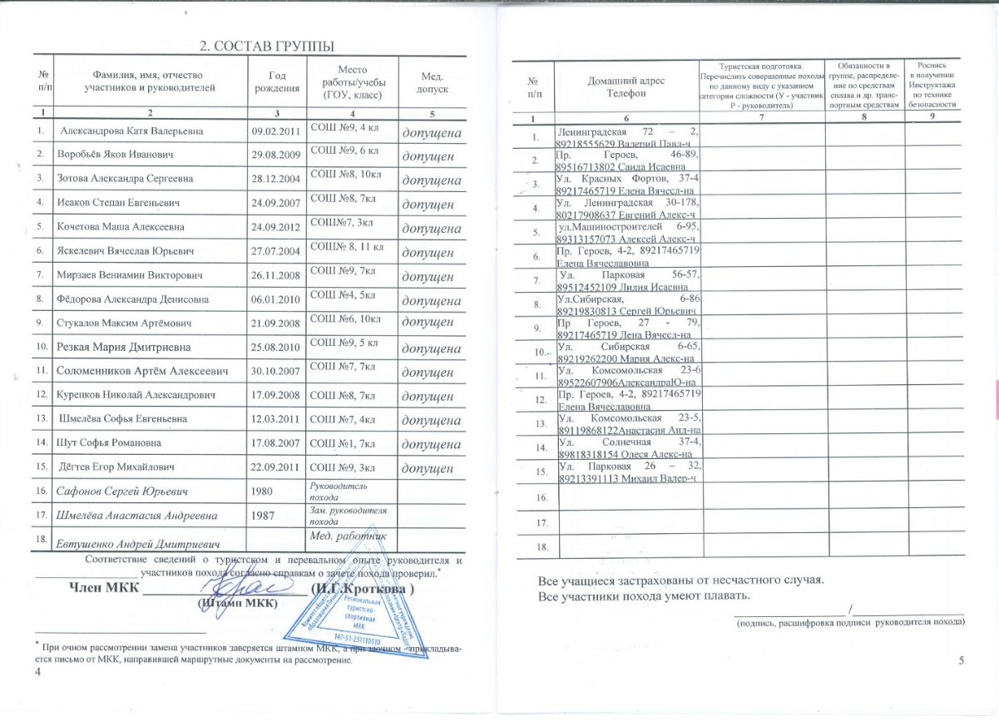 2. СОСТАВ ГРУППЫ
№ п/п Фамилия, имя, отчество участников и руководителей Год рождения Место работы/учебы (ГОУ, класс) Мед. допуск
1 2 3 4 5
1. Александрова Катя Валерьевна 09.02.2011 СОШ №9, 4 кл допущена
2. Воробьёв Яков Иванович 29.08.2009 СОШ №9, 6 кл допущен
3. Зотова Александра Сергеевна 28.12.2004 СОШ №8, 10кл допущена
4. Исаков Степан Евгеньевич 24.09.2007 СОШ №8, 7кл допущен
5. Кочетова Маша Алексеевна 24.09.2012 СОШ№7, 3кл допущена
6. Яскелевич Вячеслав Юрьевич 27.07.2004 СОШ№ 8, 11 кл допущен
7. Мирзаев Вениамин Викторович 26.11.2008 СОШ №9, 7кл допущен
8. Фёдорова Александра Денисовна 06.01.2010 СОШ №4, 5кл допущена
9. Стукалов Максим Артёмович 21.09.2008 СОШ №6, 10кл допущен
10. Резкая Мария Дмитриевна 25.08.2010 СОШ №9, 5 кл допущена
11. Соломенников Артём Алексеевич 30.10.2007 СОШ №7, 7кл допущен
12. Куренков Николай Александрович 17.09.2008 СОШ №8, 7кл допущен
13. Шмелёва Софья Евгеньевна 12.03.2011 СОШ №7, 4кл допущена
14. Шут Софья Романовна 17.08.2007 СОШ №1, 7кл допущена
15. Дёгтев Егор Михайлович 22.09.2011 СОШ №9, 3кл допущен
16. Сафонов Сергей Юрьевич 1980 Руководитель похода
17. Шмелёва Анастасия Андреевна 1987 Зам. руководителя похода
18. Евтушенко Андрей Дмитриевич Мед. работник
Соответствие сведений о туристском и перевальном опыте руководителя и
участников похода согласно справкам о зачете похода проверил.*
Член МКК (И.Г.Кроткова )
(Штамп МКК)
Региональная
туристско-
спортивная
МКК
147-51-231110010
* При очном рассмотрении замена участников заверяется штампом МКК, а при заочном – прикладыва-
ется письмо от МКК, направившей маршрутные документы на рассмотрение.
4
№ п/п Домашний адрес Телефон Туристская подготовка. Перечислить совершенные походы по данному виду с указанием категории сложности (У - участник, Р - руководитель) Обязанности в группе, распределе-ние по средствам сплава и др. транс-портным средствам Роспись в получении Инструктажа по технике безопасности
1 6 7 8 9
1. Ленинградская 72 – 2,
89218555629 Валерий Павл-ч
2. Пр. Героев, 46-89,
89516713802 Саида Исаевна
3. Ул. Красных Фортов, 37-4
89217465719 Елена Вячесл-на
4. Ул. Ленинградская 30-178,
80217908637 Евгений Алекс-ч
5. ул.Машиностроителей 6-95,
89313157073 Алексей Алекс-ч
6. Пр. Героев, 4-2, 89217465719
Елена Вячеславовна
7. Ул. Парковая 56-57,
89512452109 Лилия Исаевна
8. Ул.Сибирская, 6-86
89219830813 Сергей Юрьевич
9. Пр Героев, 27 - 79,
89217465719 Лена Вячесл-на
10. Ул. Сибирская 6-65,
89219262200 Мария Алекс-на
11. Ул. Комсомольская 23-6
89522607906АлександраЮ-на
12. Пр. Героев, 4-2, 89217465719
Елена Вячеславовна
13. Ул. Комсомольская 23-5,
89119868122Анастасия Анд-на
14. Ул. Солнечная 37-4,
89818318154 Олеся Алекс-на
15. Ул. Парковая 26 – 32,
89213391113 Михаил Валер-ч
16.
17.
18.
Все учащиеся застрахованы от несчастного случая.
Все участники похода умеют плавать.
/
(подпись, расшифровка подписи руководителя похода)
5